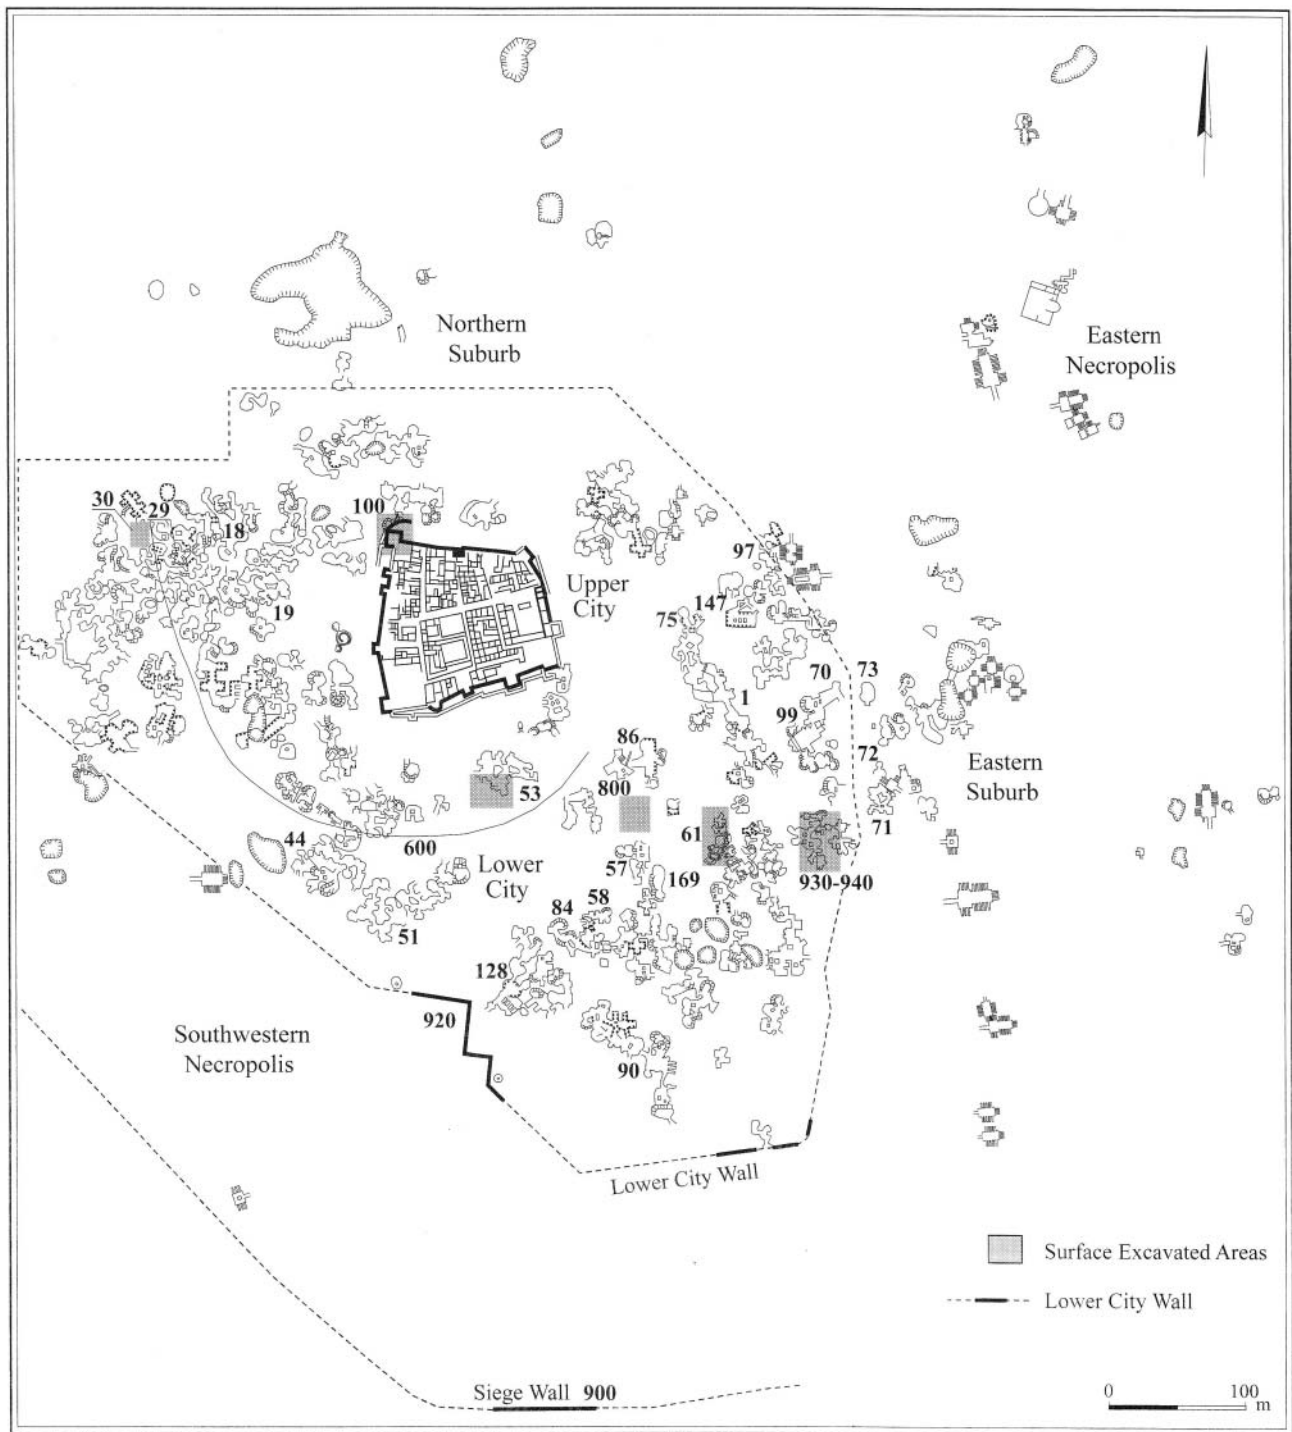 Northern
Suburb
Eastern
Necropolis
30
29
18
100
97
Upper
City
147
75
19
70
73
1
99
86
72
Eastern
Suburb
800
53
61
71
44
600
Lower
City
57
169
930-940
58
84
51
128
920
Southwestern
Necropolis
90
Lower City Wall
Surface Excavated Areas
Lower City Wall
Siege Wall 900
0
100
m